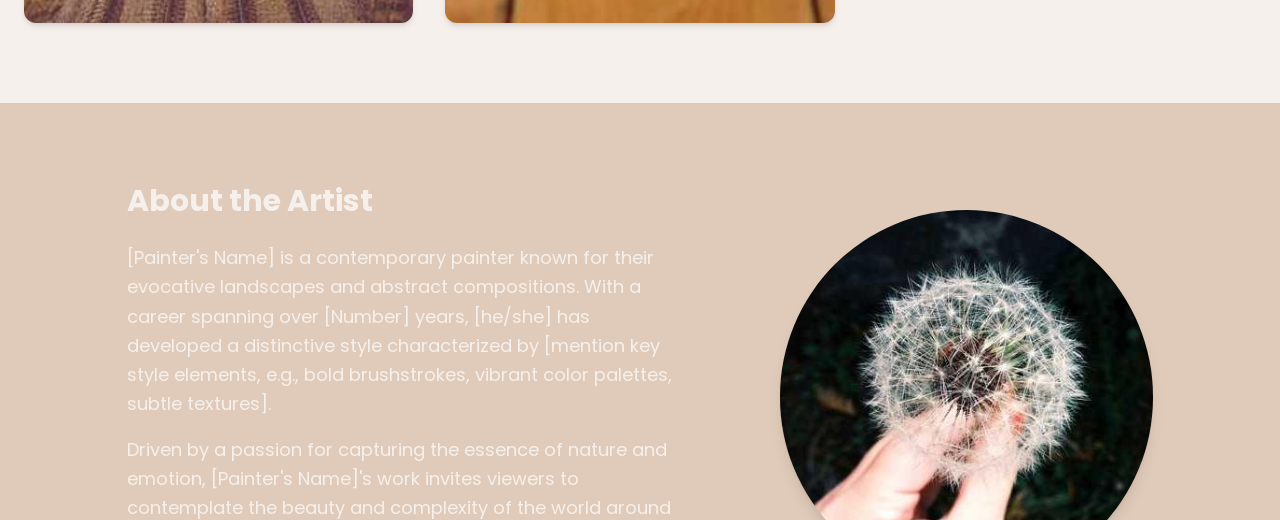 About the Artist
[Painter's Name] is a contemporary painter known for their
evocative landscapes and abstract compositions. With a
career spanning over [Number] years, [he/she] has
developed a distinctive style characterized by [mention key
style elements, e.g., bold brushstrokes, vibrant color palettes,
subtle textures].
Driven by a passion for capturing the essence of nature and
emotion, [Painter's Name]'s work invites viewers to
contemplate the beauty and complexity of the world around